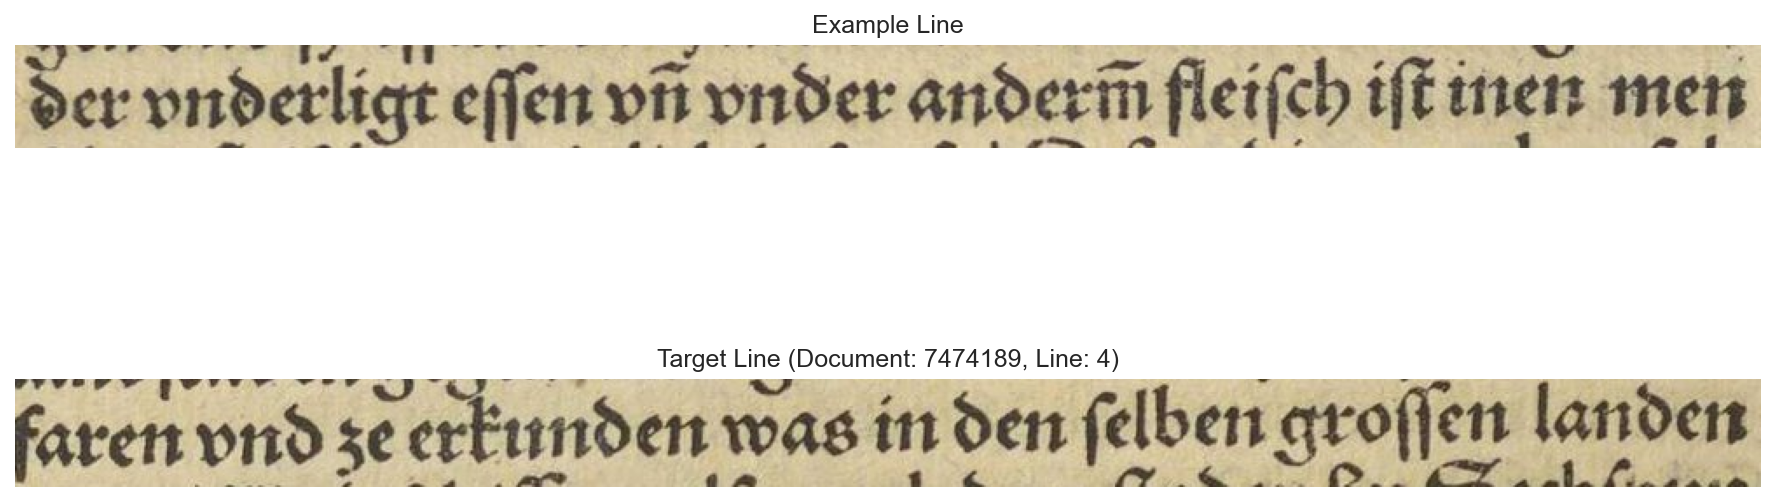 Example Line
der vnderligt eſſen vn̄ vnder anderm̄ fleiſch iſt inen men
Target Line (Document: 7474189, Line: 4)
faren vnd ze erkunden was in den ſelben groſſen landen